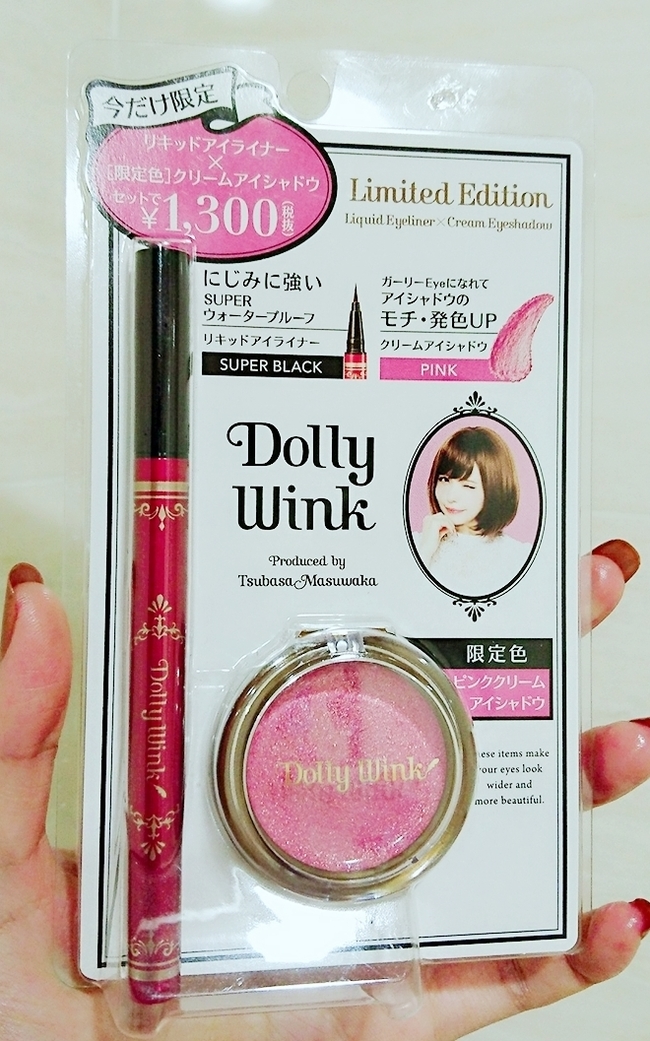 今だけ限定
リキッドアイライナー
×
[限定色]クリームアイシャドウ
セットで
¥1,300(税抜)
Limited Edition
Liquid Eyeliner×Cream Eyeshadow
にじみに強い
SUPER
ウォータープルーフ
リキッドアイライナー
SUPER BLACK
ガーリーEyeになれて
アイシャドウの
モチ・発色UP
クリームアイシャドウ
PINK
Dolly
Wink
Produced by
Tsubasa Masuwaka
限定色
ピンククリーム
アイシャドウ
items make
your eyes look
wider and
more beautiful.
Dolly Wink
Dolly Wink